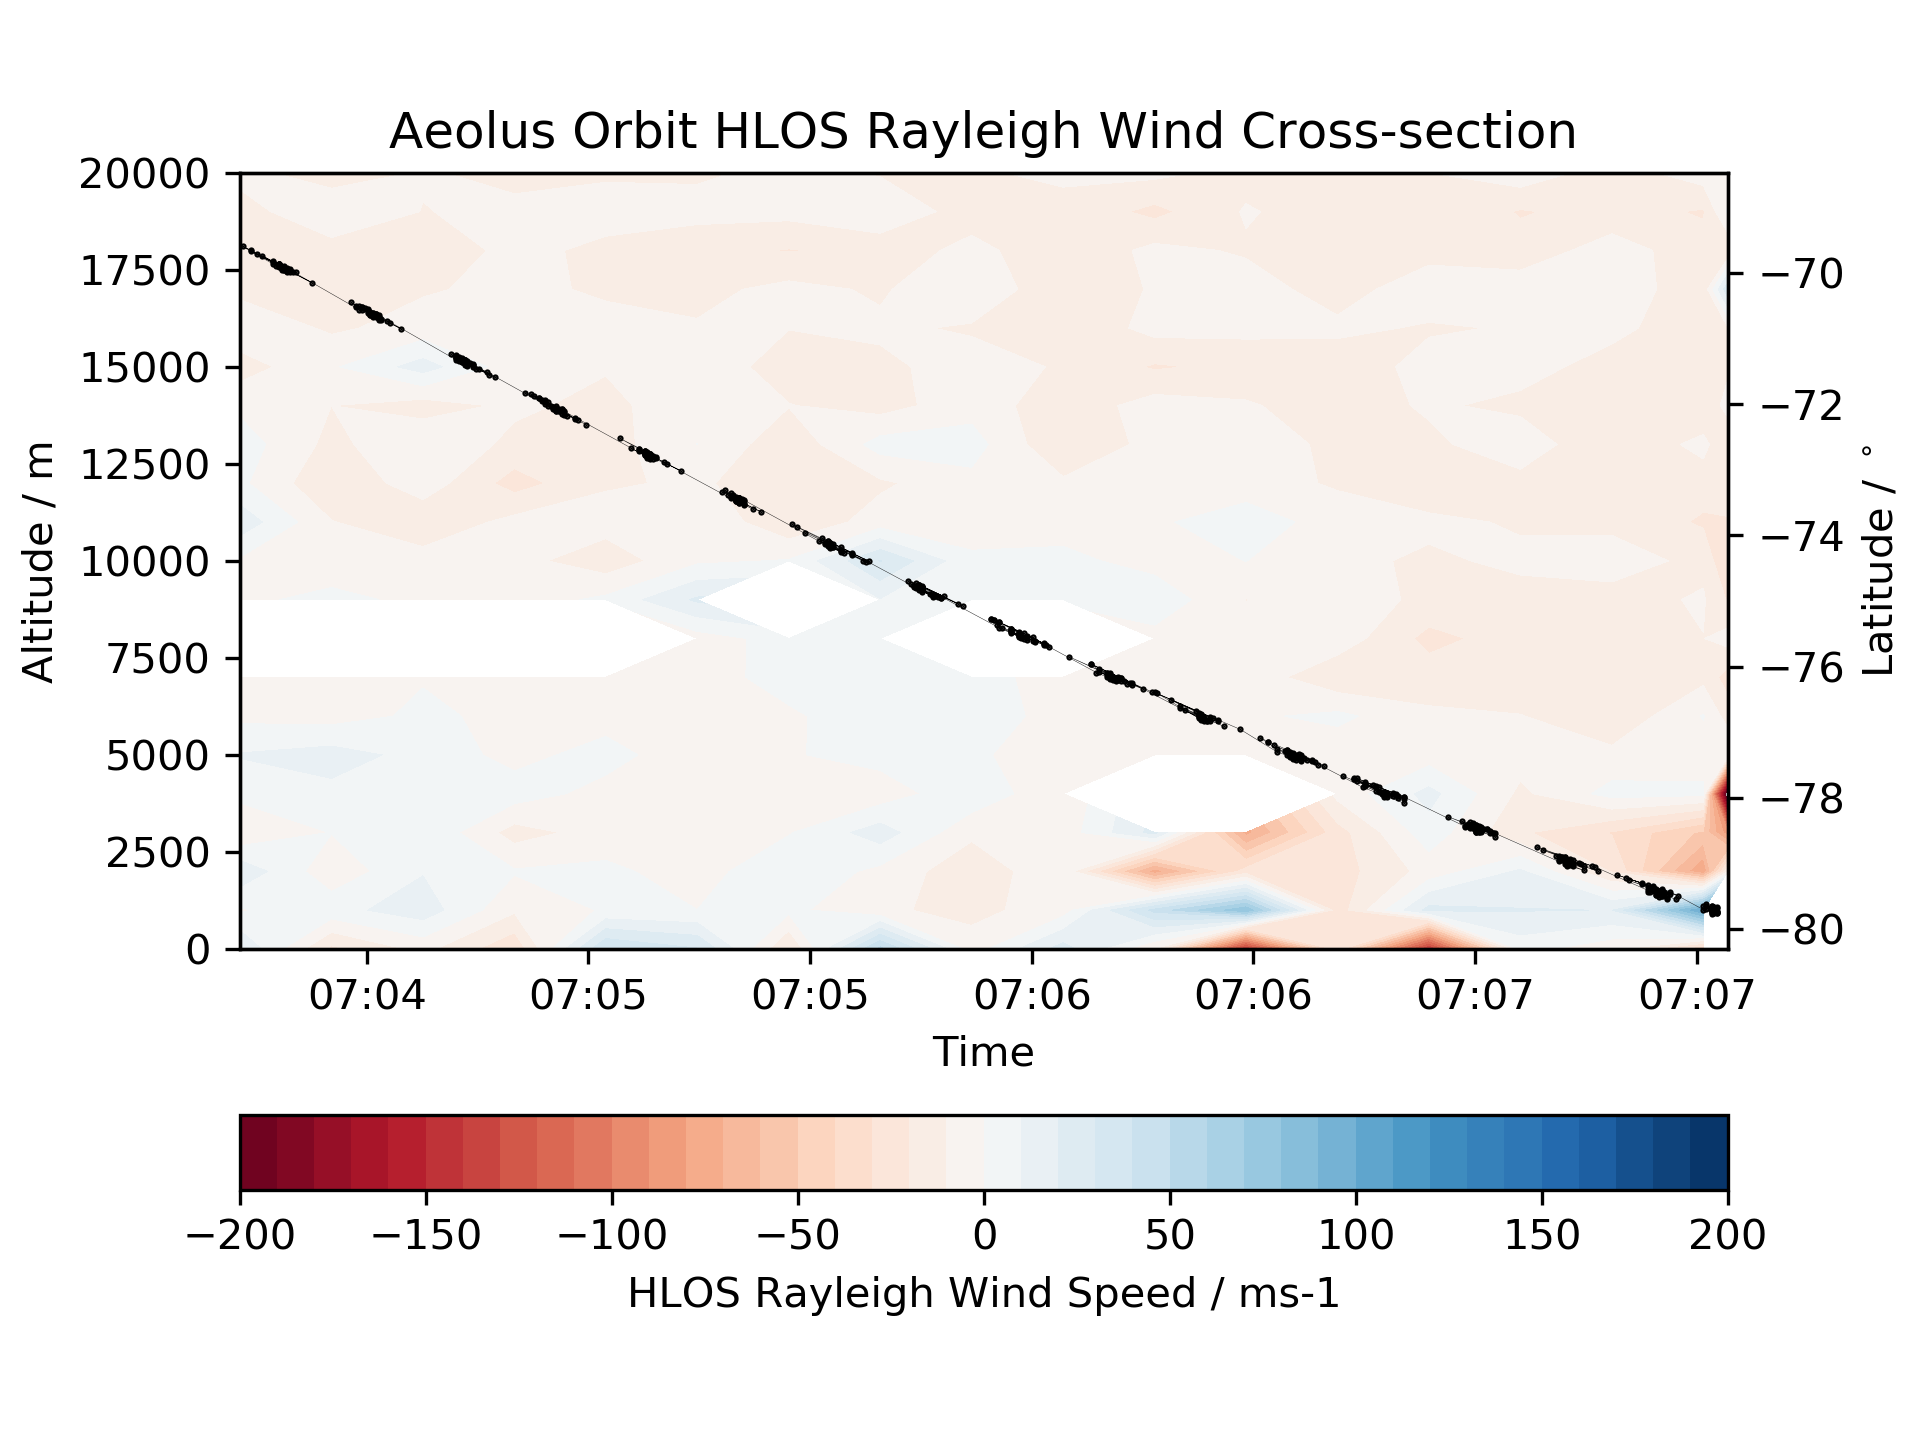 Aeolus Orbit HLOS Rayleigh Wind Cross-section
20000
17500
15000
12500
10000
7500
5000
2500
0
Altitude / m
−70
−72
−74
−76
−78
−80
Latitude / °
07:04 07:05 07:05 07:06 07:06 07:07 07:07
Time
−200 −150 −100 −50 0 50 100 150 200
HLOS Rayleigh Wind Speed / ms-1